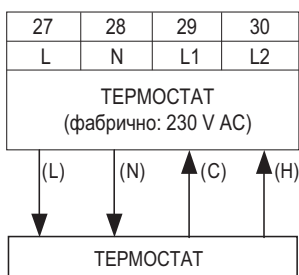 27 28 29 30
L N L1 L2
ТЕРМОСТАТ
(фабрично: 230 V AC)
(L) (N) (C) (H)
ТЕРМОСТАТ